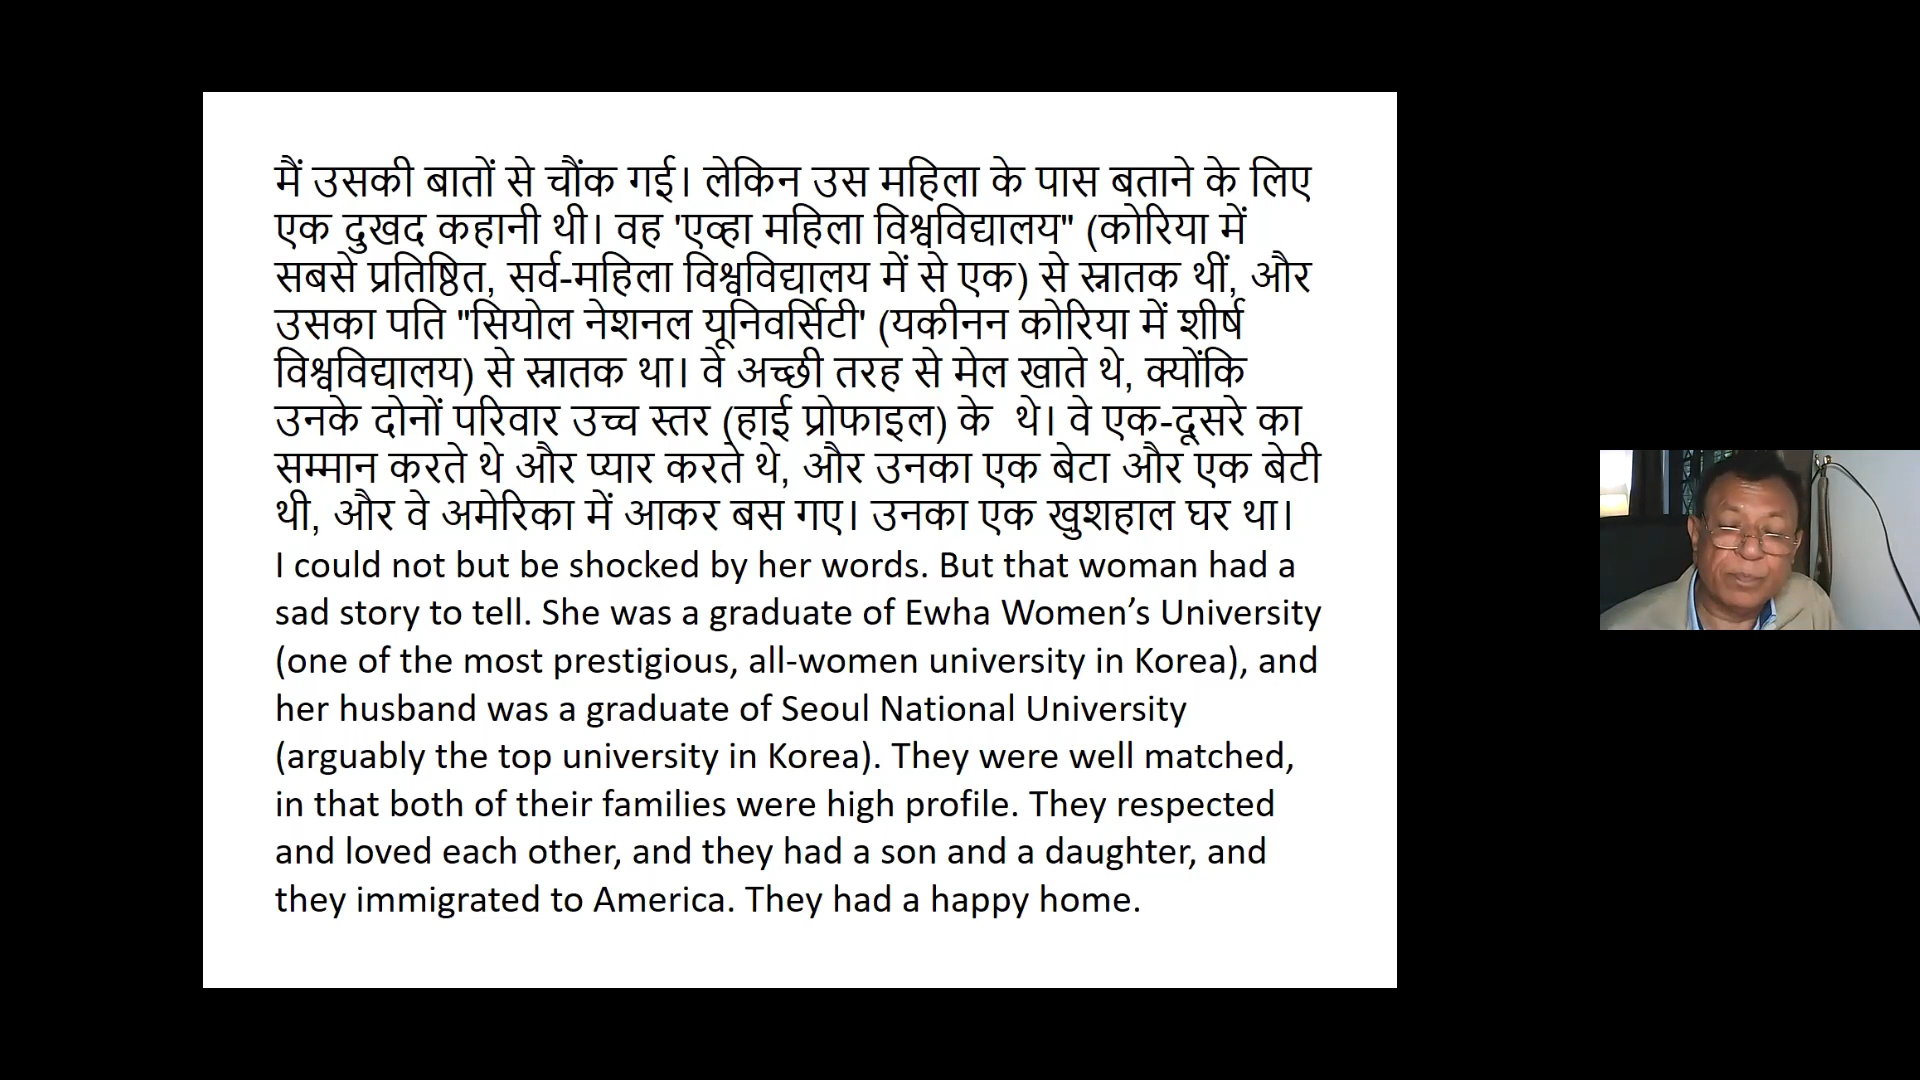 मैं उसकी बातों से चौंक गई। लेकिन उस महिला के पास बताने के लिए
एक दुखद कहानी थी। वह 'एव्हा महिला विश्वविद्यालय" (कोरिया में
सबसे प्रतिष्ठित, सर्व-महिला विश्वविद्यालय में से एक) से स्नातक थीं, और
उसका पति "सियोल नेशनल यूनिवर्सिटी' (यकीनन कोरिया में शीर्ष
विश्वविद्यालय) से स्नातक था। वे अच्छी तरह से मेल खाते थे, क्योंकि
उनके दोनों परिवार उच्च स्तर (हाई प्रोफाइल) के  थे। वे एक-दूसरे का
सम्मान करते थे और प्यार करते थे, और उनका एक बेटा और एक बेटी
थी, और वे अमेरिका में आकर बस गए। उनका एक खुशहाल घर था।
I could not but be shocked by her words. But that woman had a
sad story to tell. She was a graduate of Ewha Women’s University
(one of the most prestigious, all-women university in Korea), and
her husband was a graduate of Seoul National University
(arguably the top university in Korea). They were well matched,
in that both of their families were high profile. They respected
and loved each other, and they had a son and a daughter, and
they immigrated to America. They had a happy home.